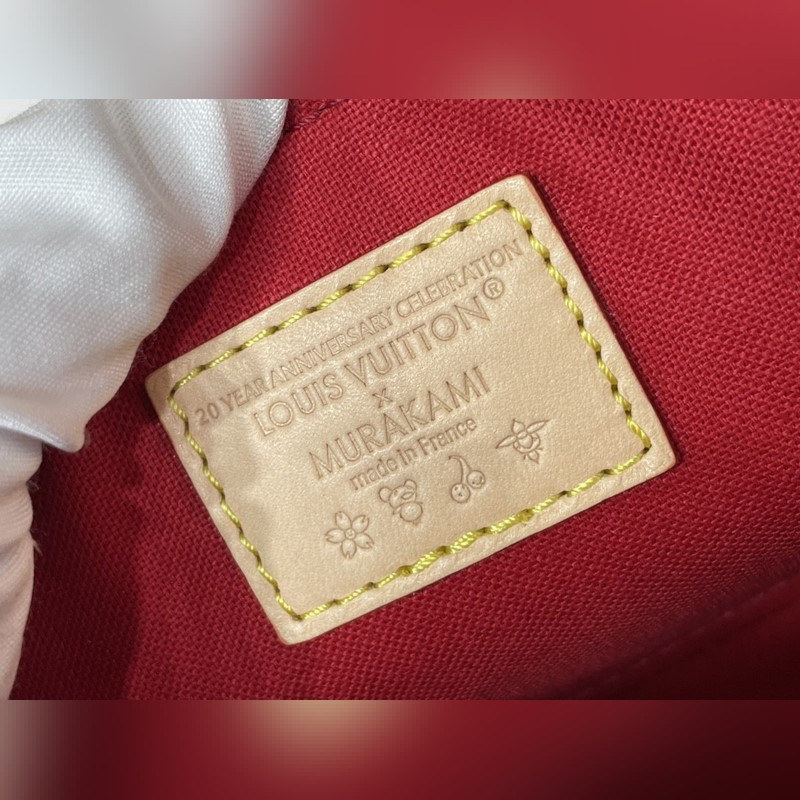 20 YEAR ANNIVERSARY CELEBRATION
LOUIS VUITTON®
x
MURAKAMI
made in France